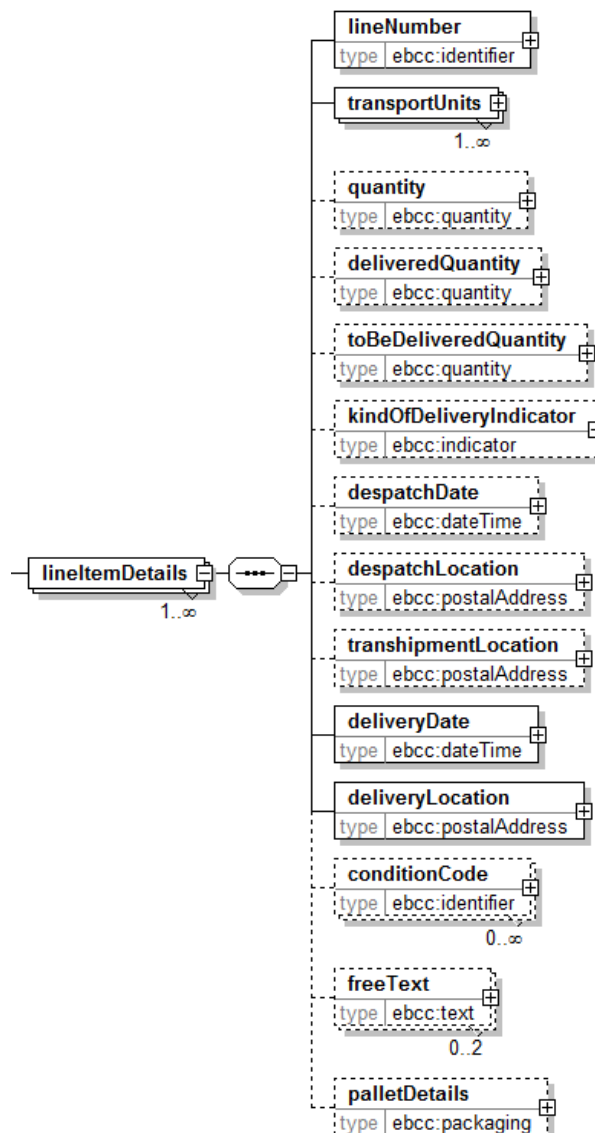 lineNumber
type ebcc:identifier
transportUnits
1..∞
quantity
type ebcc:quantity
deliveredQuantity
type ebcc:quantity
toBeDeliveredQuantity
type ebcc:quantity
kindOfDeliveryIndicator
type ebcc:indicator
despatchDate
type ebcc:dateTime
lineItemDetails
1..∞
despatchLocation
type ebcc:postalAddress
transhipmentLocation
type ebcc:postalAddress
deliveryDate
type ebcc:dateTime
deliveryLocation
type ebcc:postalAddress
conditionCode
type ebcc:identifier
0..∞
freeText
type ebcc:text
0..2
palletDetails
type ebcc:packaging